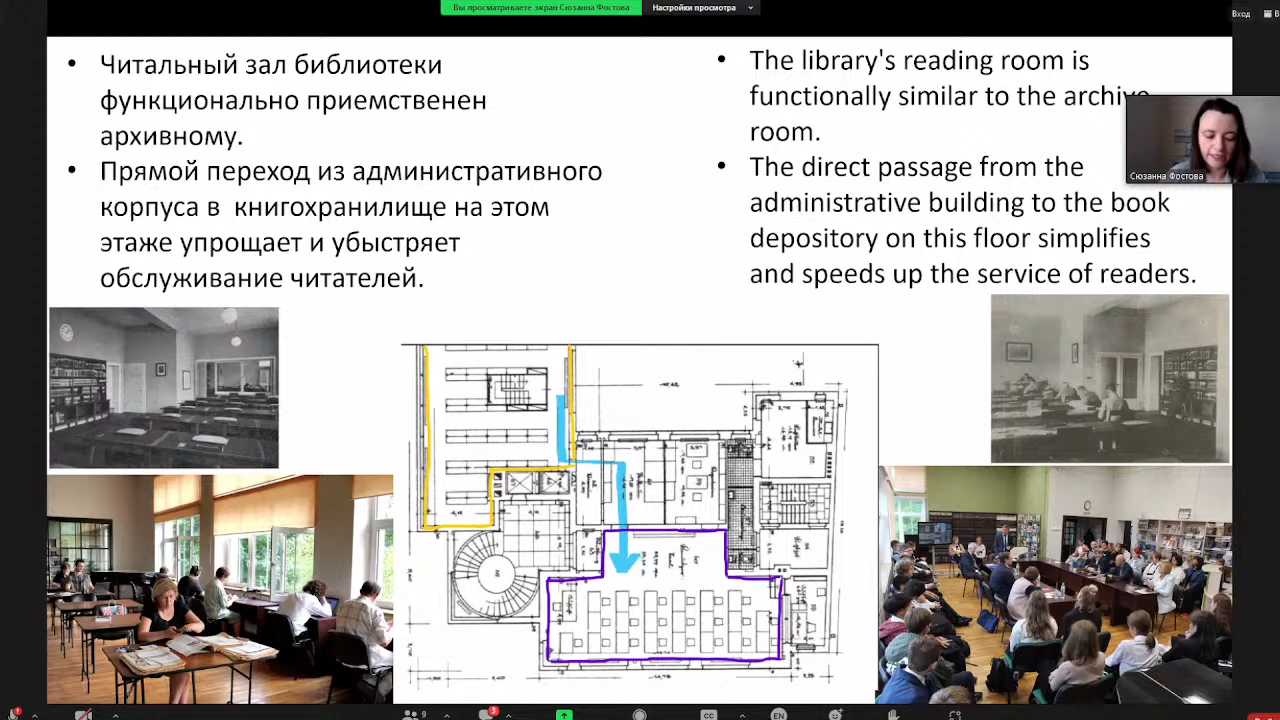 Вы просматриваете экран Сюзанна Фостова
Настройки просмотра
Вход
• Читальный зал библиотеки
функционально приемственен
архивному.
• Прямой переход из административного
корпуса в книгохранилище на этом
этаже упрощает и убыстряет
обслуживание читателей.
• The library's reading room is
functionally similar to the archive
room.
• The direct passage from the
administrative building to the book
depository on this floor simplifies
and speeds up the service of readers.
Сюзанна Фостова
9
3
CC
EN